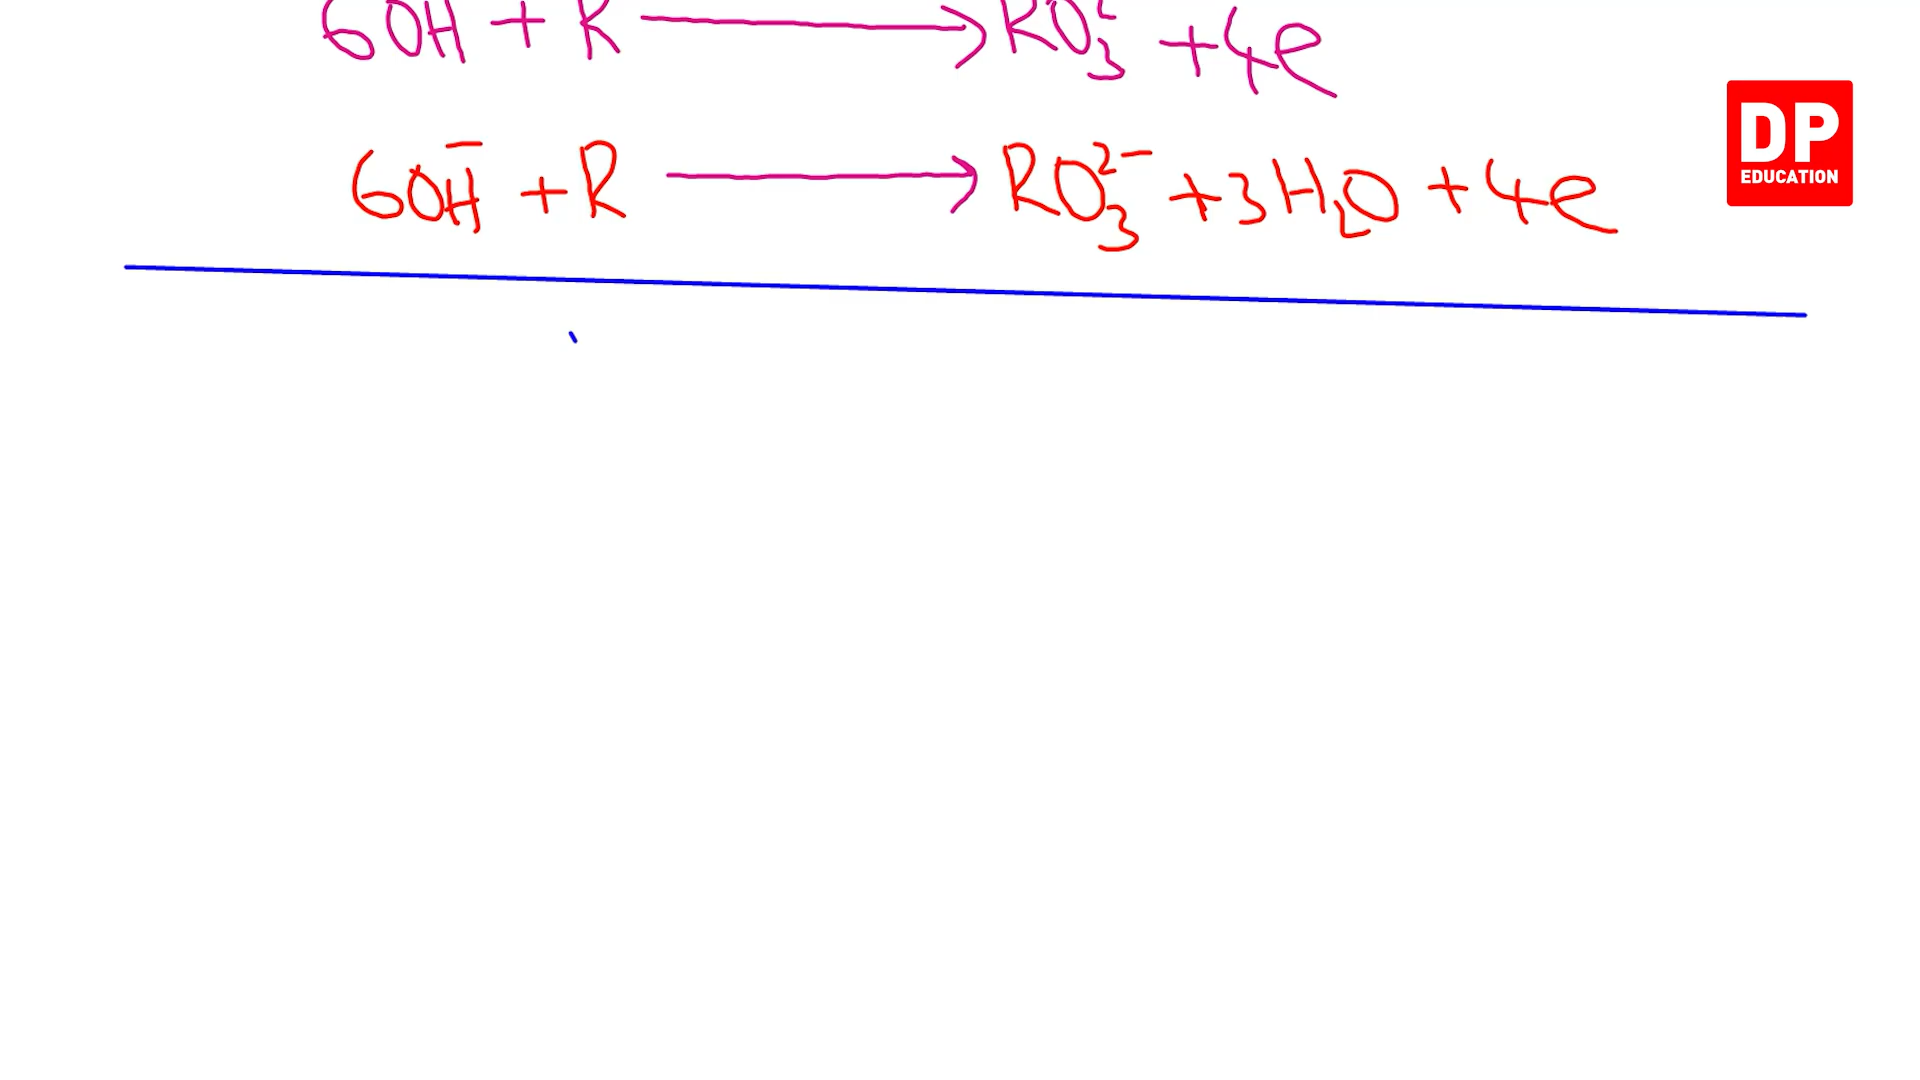 6OH + R ⟶ RO₃²⁻ + 4e
6OH⁻ + R ⟶ RO₃²⁻ + 3H₂O + 4e
DP
EDUCATION